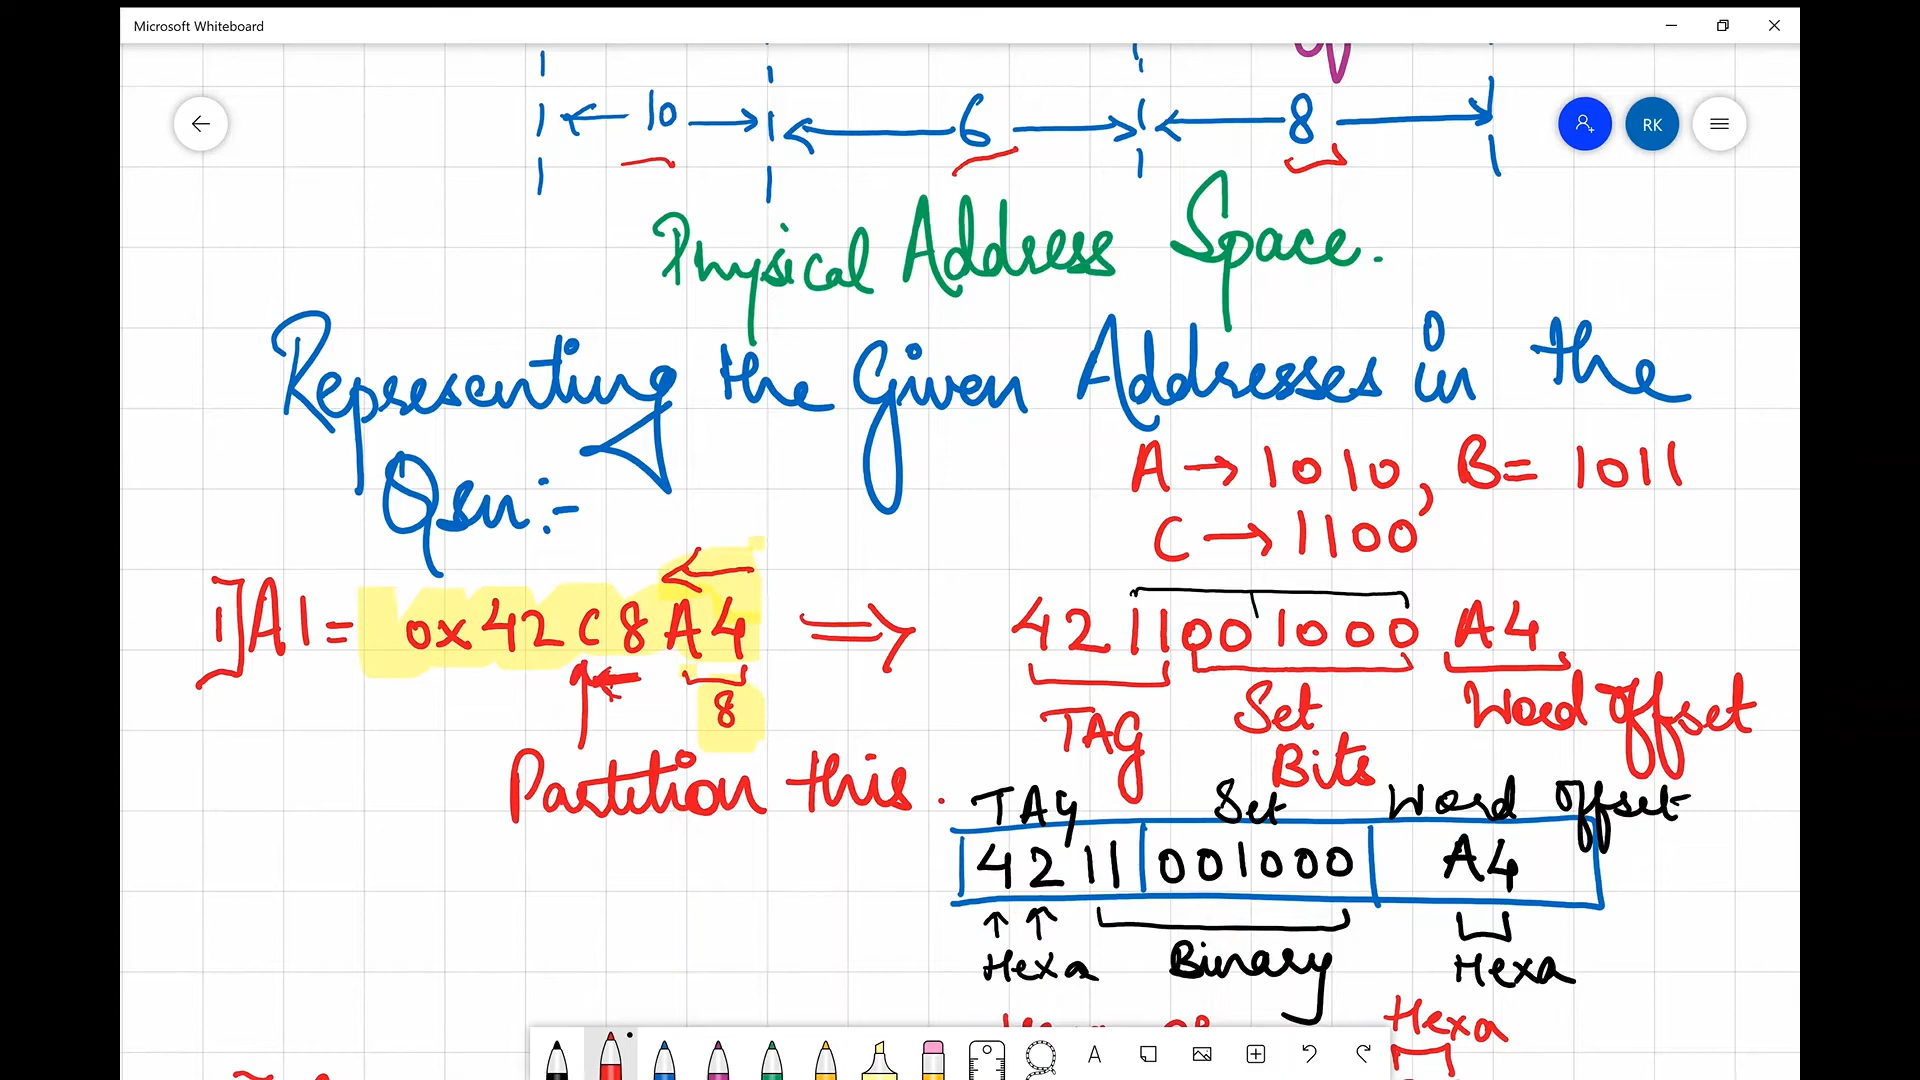 Microsoft Whiteboard
10 6 8
RK
Physical Address Space.
Representing the Given Addresses in the
Qsn:-
A → 1010, B = 1011
C → 1100
1] A1 = 0x42C8A4 ⇒ 42 11001000 A4
8
TAG Set Bits Word offset
Partition this.
TAG Set Word offset
42 11 001000 A4
Hexa Binary Hexa
Hexa
A